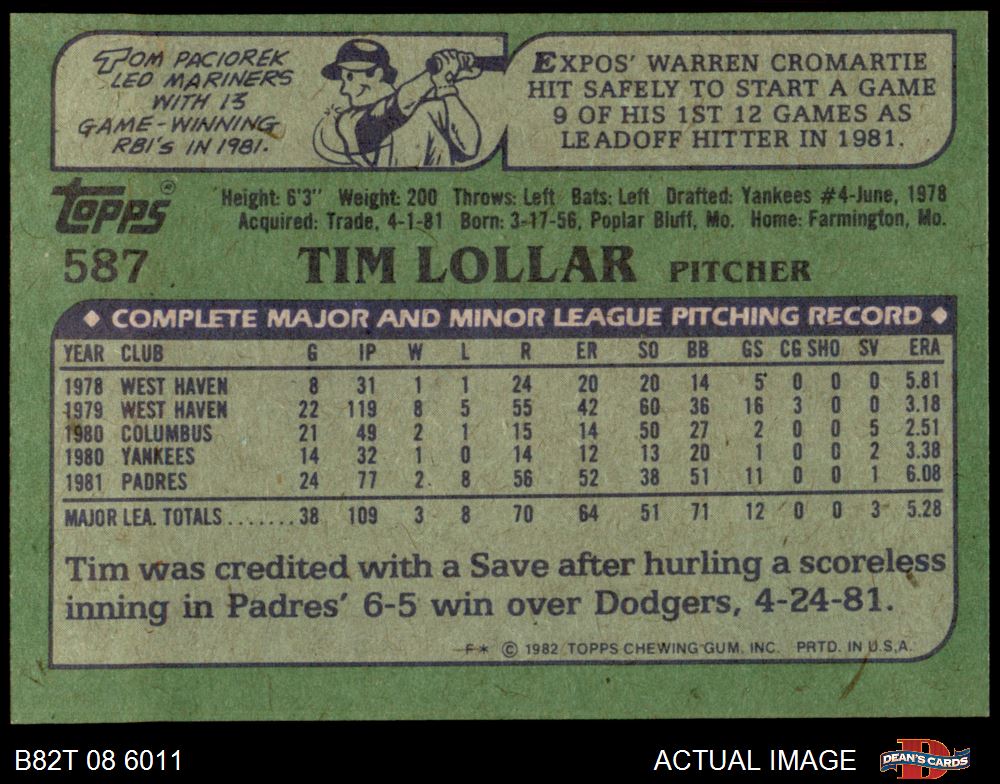 TOM PACIOREK
LED MARINERS
WITH 13
GAME-WINNING
RBI'S IN 1981.
EXPOS' WARREN CROMARTIE
HIT SAFELY TO START A GAME
9 OF HIS 1ST 12 GAMES AS
LEADOFF HITTER IN 1981.
Topps®
Height: 6'3" Weight: 200 Throws: Left Bats: Left Drafted: Yankees #4-June, 1978
Acquired: Trade, 4-1-81 Born: 3-17-56, Poplar Bluff, Mo. Home: Farmington, Mo.
587 TIM LOLLAR PITCHER
◆ COMPLETE MAJOR AND MINOR LEAGUE PITCHING RECORD ◆
YEAR CLUB G IP W L R ER SO BB GS CG SHO SV ERA
1978 WEST HAVEN 8 31 1 1 24 20 20 14 5 0 0 0 5.81
1979 WEST HAVEN 22 119 8 5 55 42 60 36 16 3 0 0 3.18
1980 COLUMBUS 21 49 2 1 15 14 50 27 2 0 0 5 2.51
1980 YANKEES 14 32 1 0 14 12 13 20 1 0 0 2 3.38
1981 PADRES 24 77 2 8 56 52 38 51 11 0 0 1 6.08
MAJOR LEA. TOTALS.......38 109 3 8 70 64 51 71 12 0 0 3 5.28
Tim was credited with a Save after hurling a scoreless
inning in Padres' 6-5 win over Dodgers, 4-24-81.
F* © 1982 TOPPS CHEWING GUM, INC. PRTD. IN U.S.A.
B82T 08 6011 ACTUAL IMAGE DEAN'S CARDS